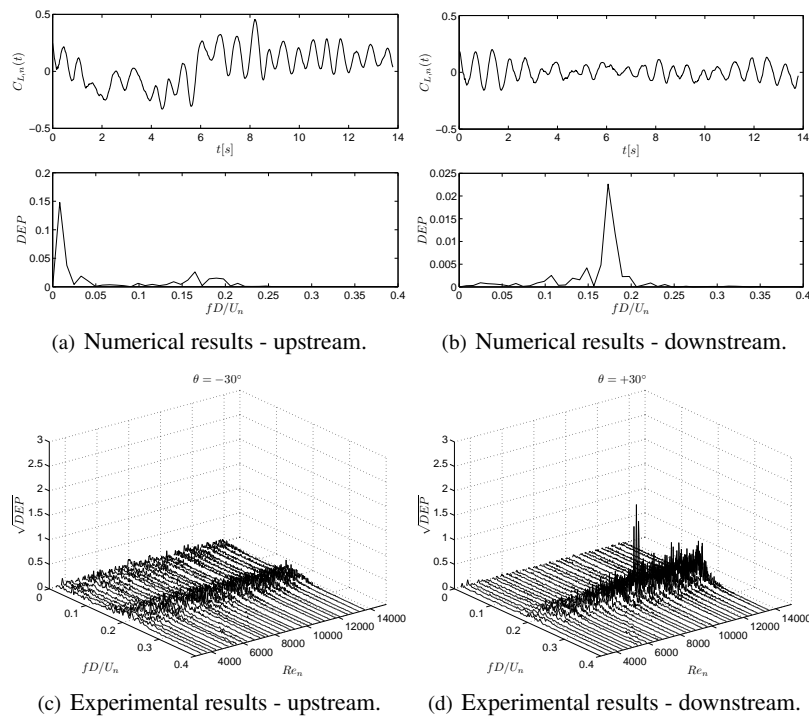 0.5
0
−0.5
C_{L,n}(t)
0 2 4 6 8 10 12 14
t[s]
0.2
0.15
0.1
0.05
0
DEP
0 0.05 0.1 0.15 0.2 0.25 0.3 0.35 0.4
fD/U_n
(a) Numerical results - upstream.
0.5
0
−0.5
C_{L,n}(t)
0 2 4 6 8 10 12 14
t[s]
0.025
0.02
0.015
0.01
0.005
0
DEP
0 0.05 0.1 0.15 0.2 0.25 0.3 0.35 0.4
fD/U_n
(b) Numerical results - downstream.
θ = −30°
3
2.5
2
1.5
1
0.5
0
√DEP
0.1
0.2
0.3
0.4
fD/U_n
4000
6000
8000
10000
12000
14000
Re_n
(c) Experimental results - upstream.
θ = +30°
3
2.5
2
1.5
1
0.5
0
√DEP
0.1
0.2
0.3
0.4
fD/U_n
4000
6000
8000
10000
12000
14000
Re_n
(d) Experimental results - downstream.